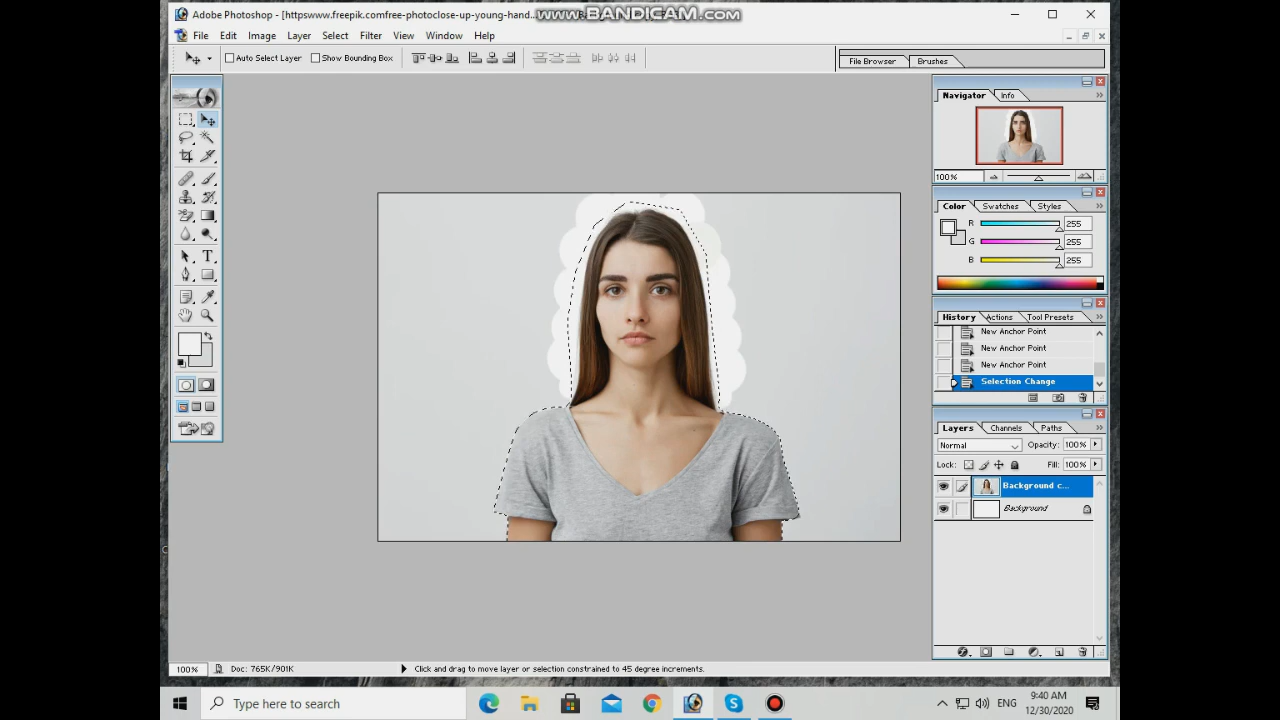 Adobe Photoshop - [httpswww.freepik.comfree-photoclose-up-young-hand...
www.BANDICAM.com
File Edit Image Layer Select Filter View Window Help
Auto Select Layer Show Bounding Box
File Browser Brushes
Navigator Info
100%
Color Swatches Styles
R 255
G 255
B 255
History Actions Tool Presets
New Anchor Point
New Anchor Point
New Anchor Point
Selection Change
Layers Channels Paths
Normal Opacity: 100%
Lock: Fill: 100%
Background c...
Background
100% Doc: 765K/901K Click and drag to move layer or selection constrained to 45 degree increments.
Type here to search
ENG
9:40 AM
12/30/2020